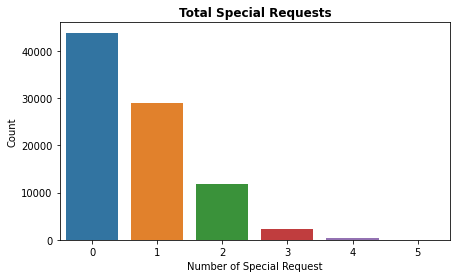 Total Special Requests
40000
30000
20000
10000
0
Count
0 1 2 3 4 5
Number of Special Request